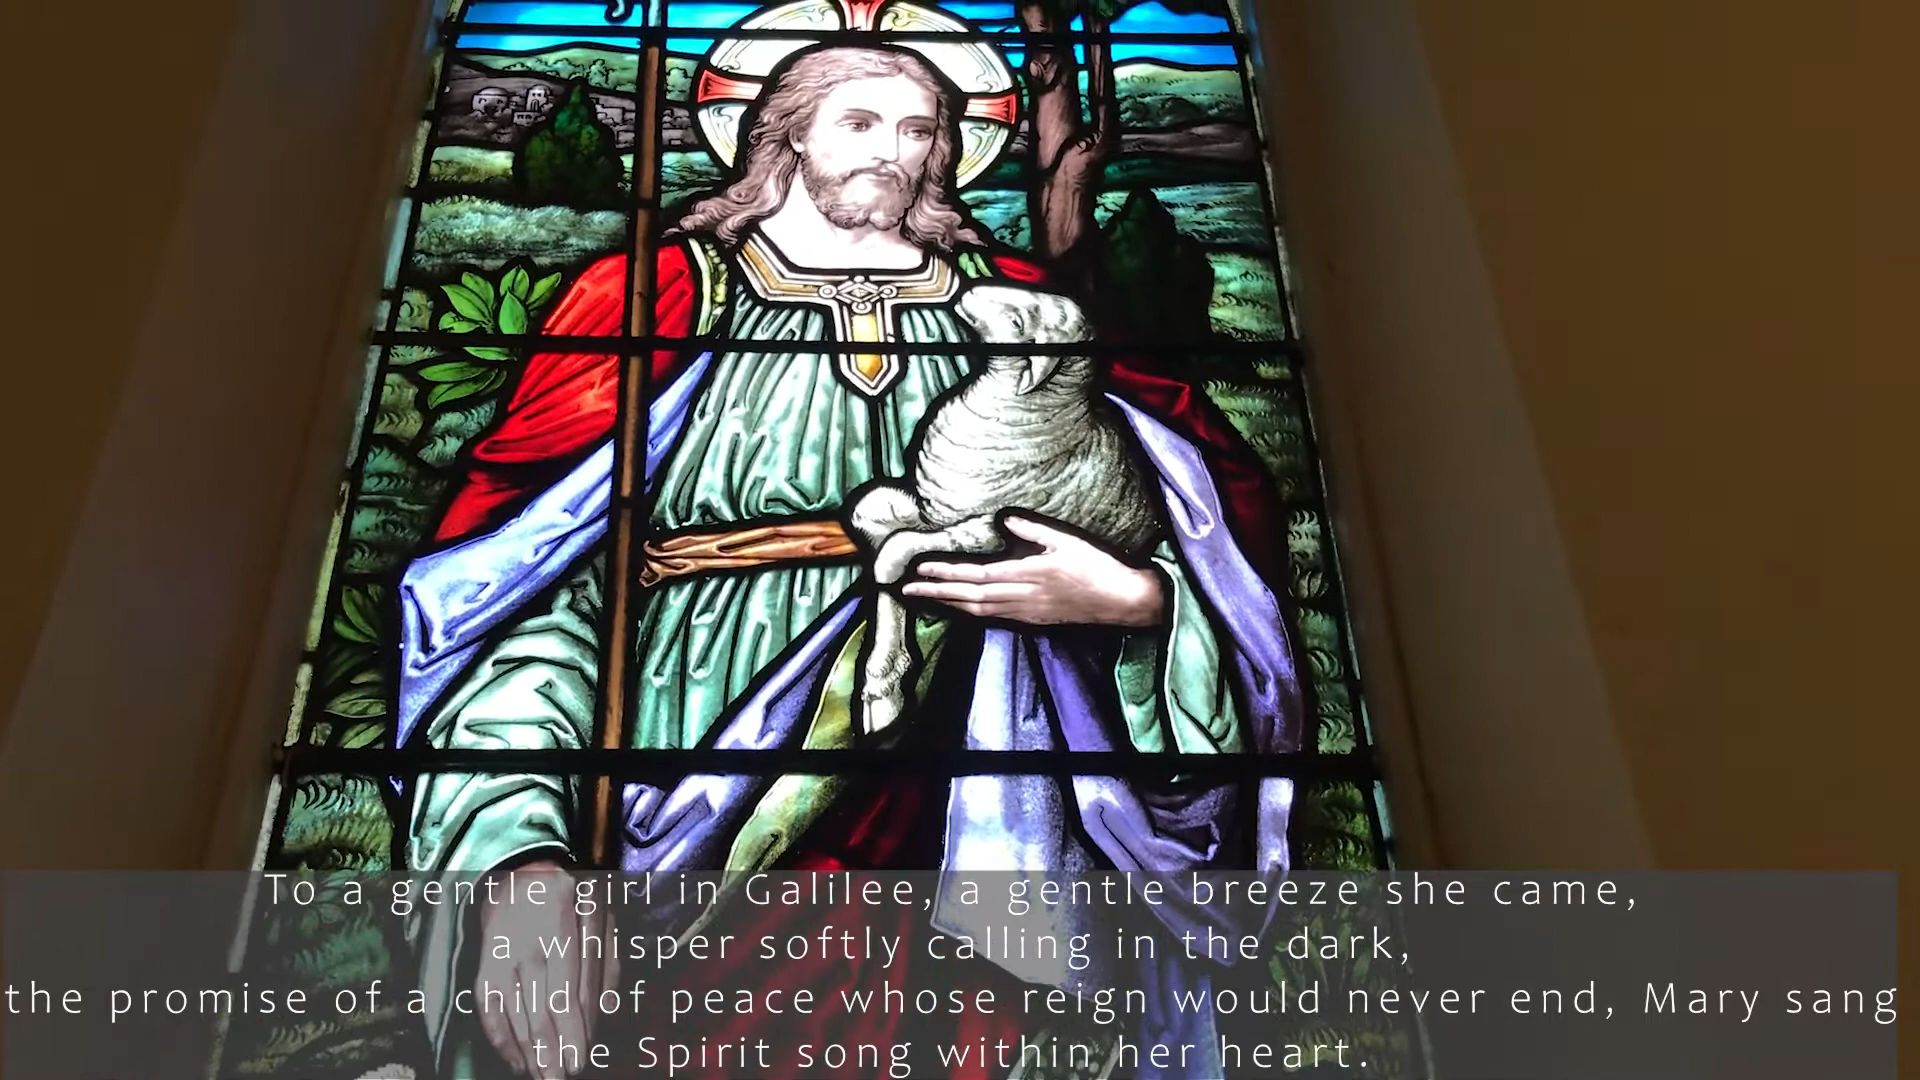 To a gentle girl in Galilee, a gentle breeze she came,
a whisper softly calling in the dark,
the promise of a child of peace whose reign would never end, Mary sang
the Spirit song within her heart.